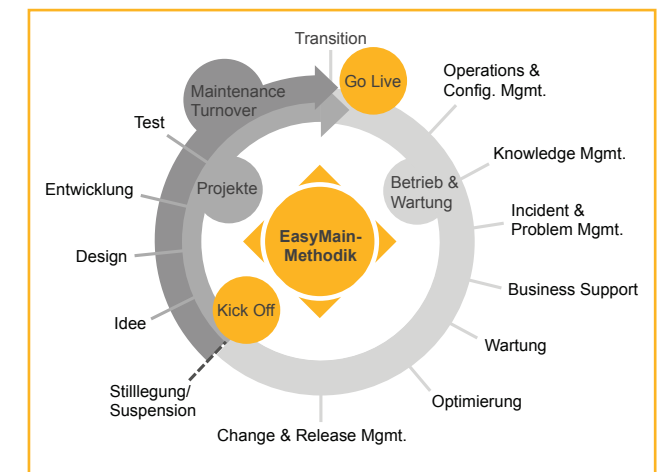 Transition
Go Live
Operations &
Config. Mgmt.
Maintenance
Turnover
Test
Knowledge Mgmt.
Projekte
Betrieb &
Wartung
Entwicklung
Incident &
Problem Mgmt.
EasyMain-
Methodik
Design
Business Support
Kick Off
Idee
Wartung
Stilllegung/
Suspension
Optimierung
Change & Release Mgmt.